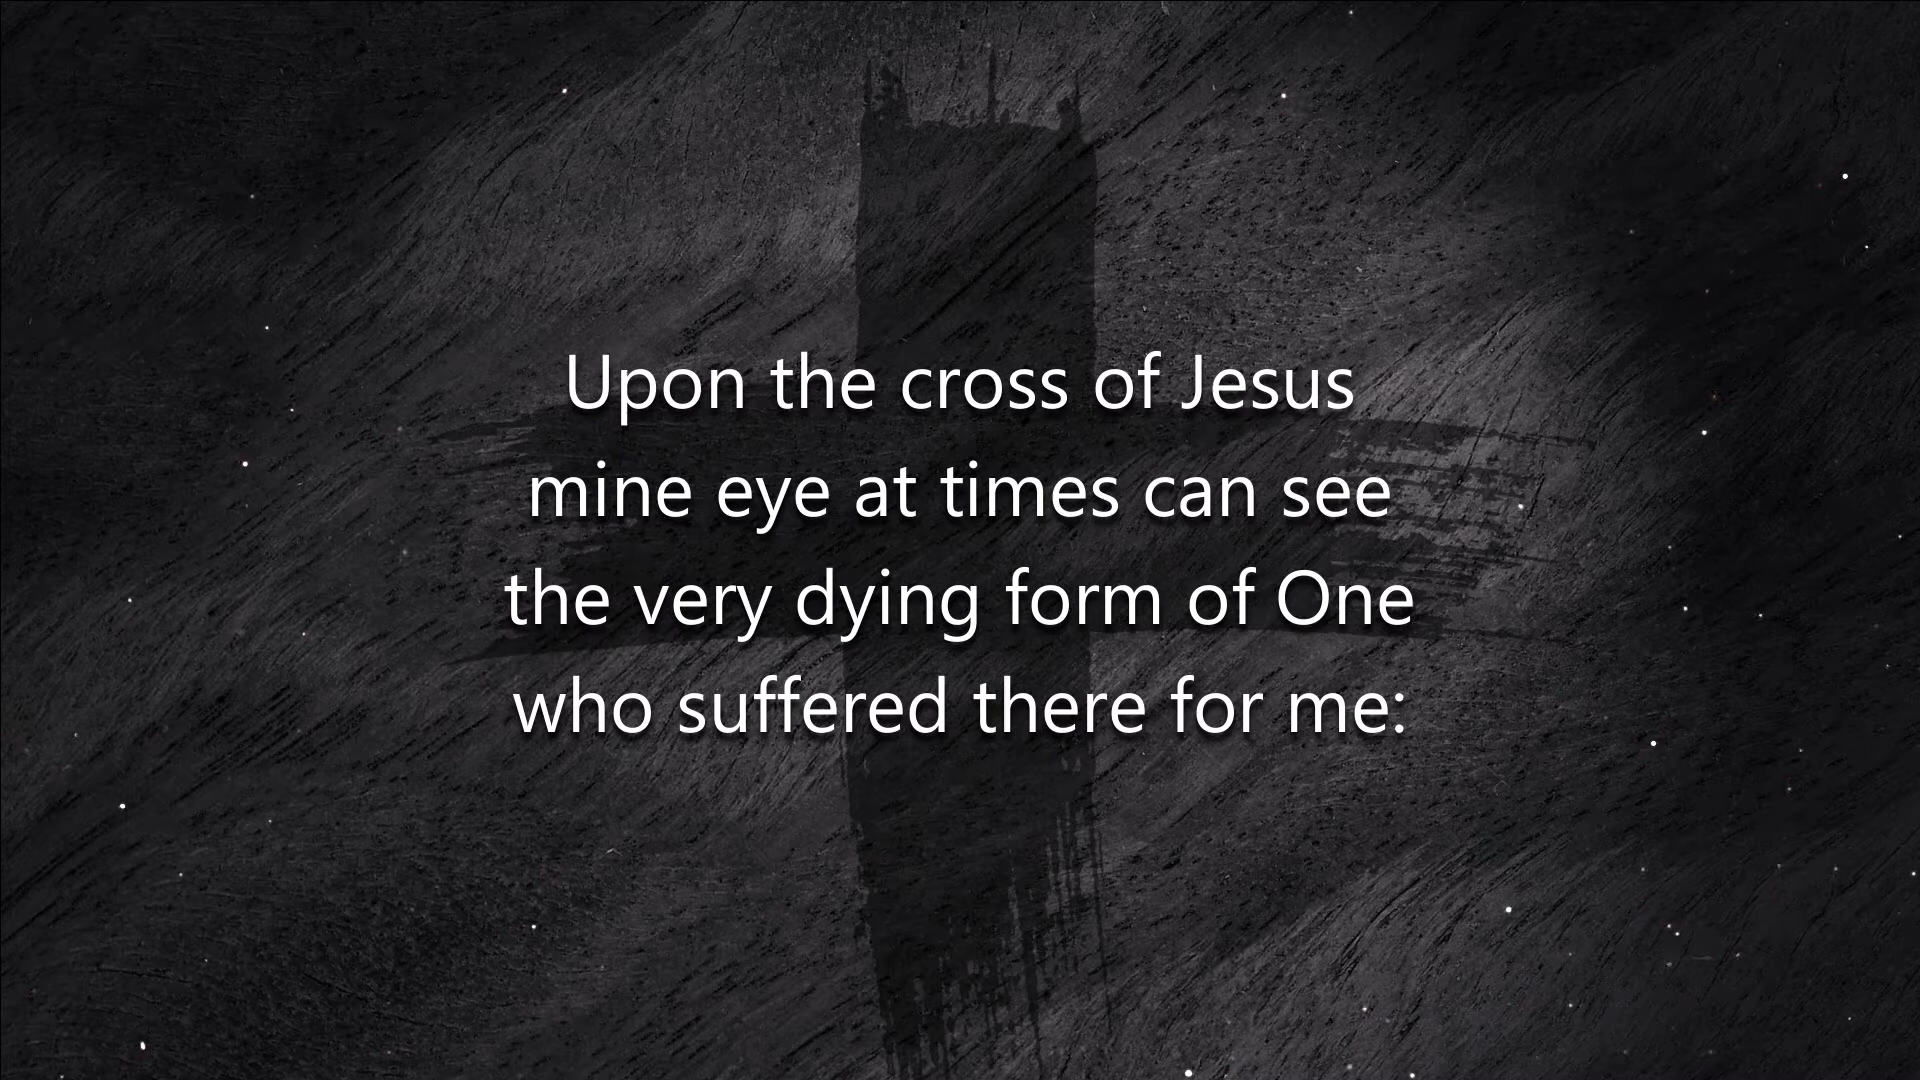 Upon the cross of Jesus
mine eye at times can see
the very dying form of One
who suffered there for me: